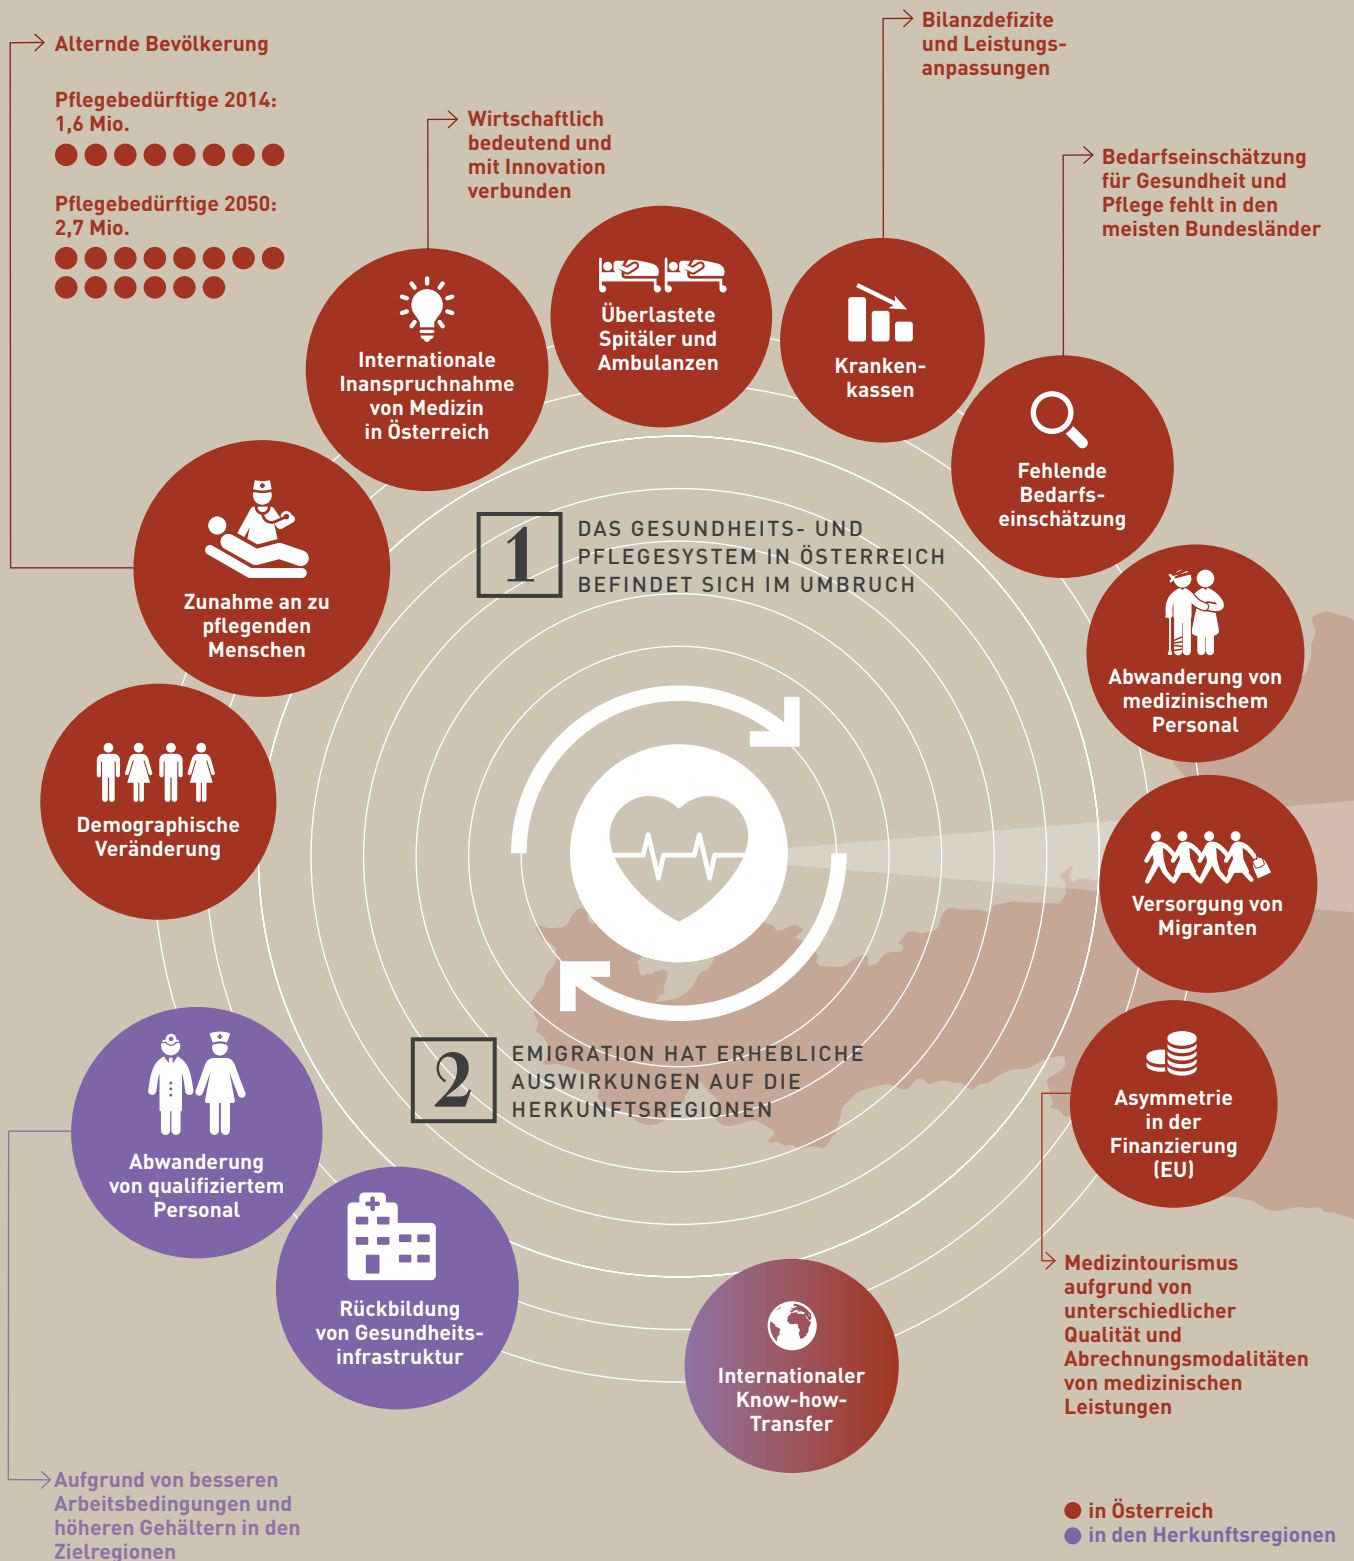 Alternde Bevölkerung
Pflegebedürftige 2014:
1,6 Mio.
Pflegebedürftige 2050:
2,7 Mio.
Wirtschaftlich
bedeutend und
mit Innovation
verbunden
Bilanzdefizite
und Leistungs-
anpassungen
Bedarfseinschätzung
für Gesundheit und
Pflege fehlt in den
meisten Bundesländer
Internationale
Inanspruchnahme
von Medizin
in Österreich
Überlastete
Spitäler und
Ambulanzen
Kranken-
kassen
Fehlende
Bedarfs-
einschätzung
Zunahme an zu
pflegenden
Menschen
1
DAS GESUNDHEITS- UND
PFLEGESYSTEM IN ÖSTERREICH
BEFINDET SICH IM UMBRUCH
Abwanderung von
medizinischem
Personal
Demographische
Veränderung
Versorgung von
Migranten
2
EMIGRATION HAT ERHEBLICHE
AUSWIRKUNGEN AUF DIE
HERKUNFTSREGIONEN
Asymmetrie
in der
Finanzierung
(EU)
Abwanderung
von qualifiziertem
Personal
Rückbildung
von Gesundheits-
infrastruktur
Internationaler
Know-how-
Transfer
Medizintourismus
aufgrund von
unterschiedlicher
Qualität und
Abrechnungsmodalitäten
von medizinischen
Leistungen
Aufgrund von besseren
Arbeitsbedingungen und
höheren Gehältern in den
Zielregionen
in Österreich
in den Herkunftsregionen